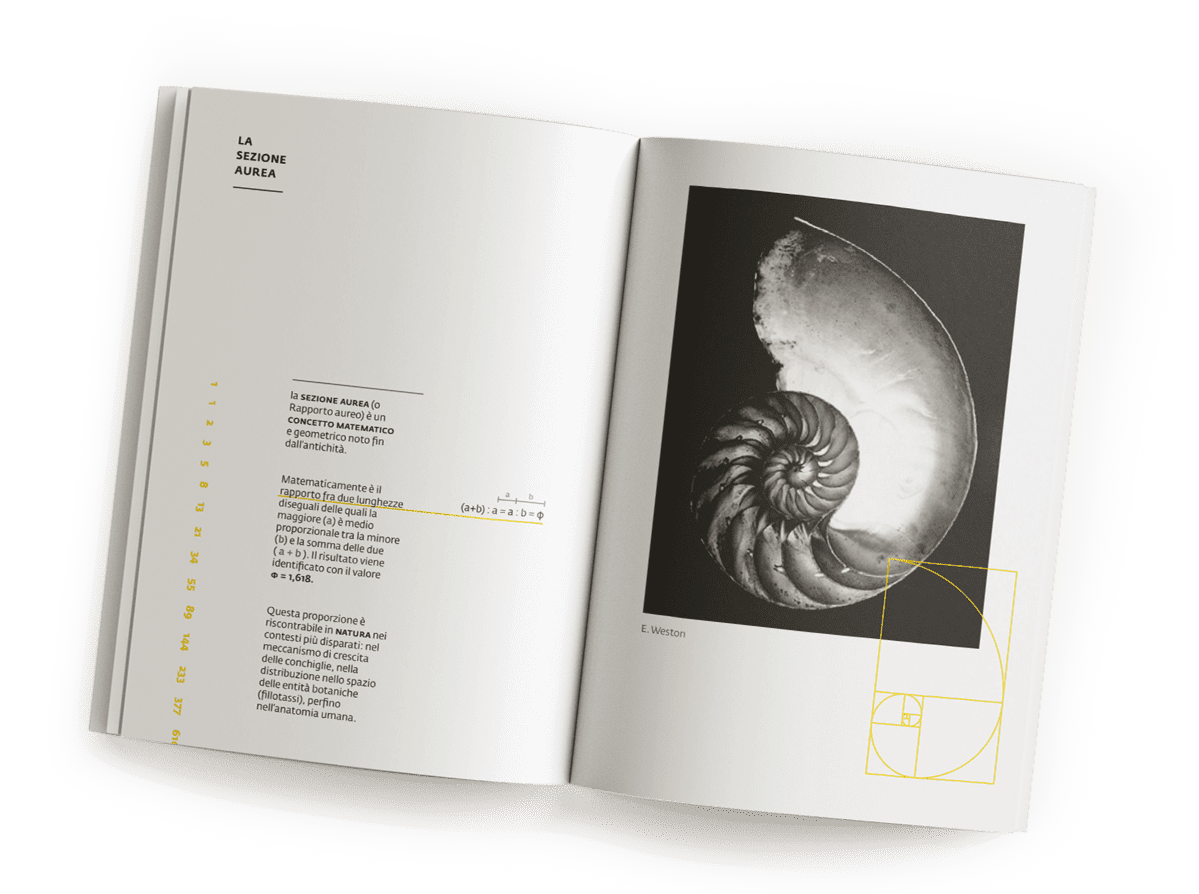 LA
SEZIONE
AUREA
1
1
2
3
5
8
13
21
34
55
89
144
233
377
610
la SEZIONE AUREA (o
Rapporto aureo) è un
CONCETTO MATEMATICO
e geometrico noto fin
dall'antichità.
Matematicamente è il
rapporto fra due lunghezze
diseguali delle quali la
maggiore (a) è medio
proporzionale tra la minore
(b) e la somma delle due
( a + b ). Il risultato viene
identificato con il valore
Φ = 1,618.
a b
(a+b) : a = a : b = Φ
Questa proporzione è
riscontrabile in NATURA nei
contesti più disparati: nel
meccanismo di crescita
delle conchiglie, nella
distribuzione nello spazio
delle entità botaniche
(fillotassi), perfino
nell'anatomia umana.
E. Weston